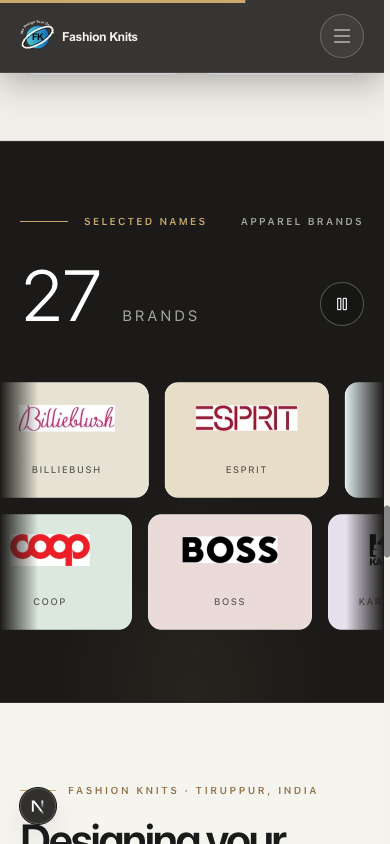 FK
Fashion Knits
SELECTED NAMES
APPAREL BRANDS
27
BRANDS
Billieblush
ESPRIT
BILLIEBUSH
ESPRIT
coop
BOSS
COOP
BOSS
FASHION KNITS · TIRUPPUR, INDIA
N
Designing your